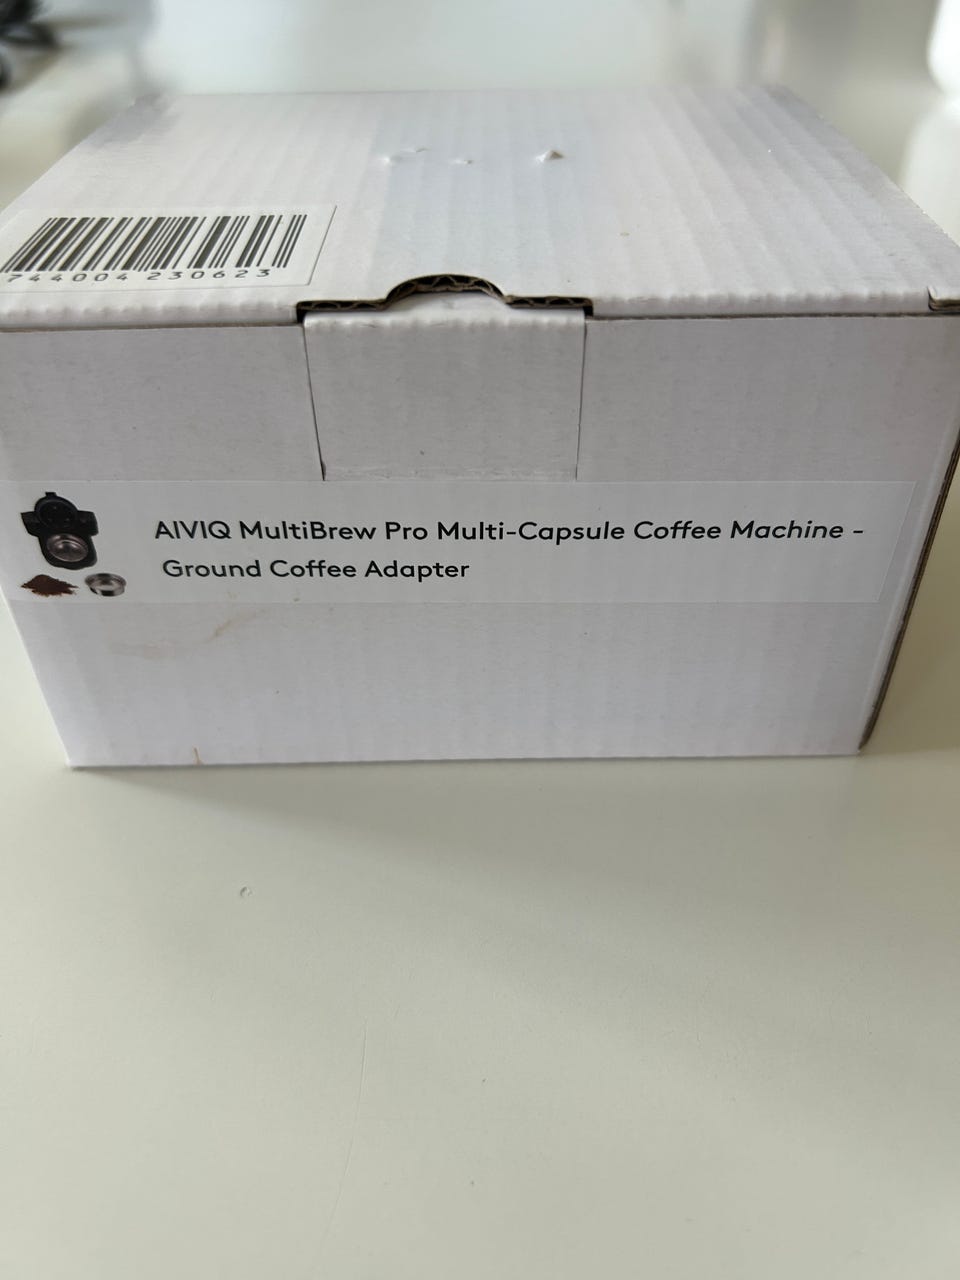 744004 230623
AIVIQ MultiBrew Pro Multi-Capsule Coffee Machine -
Ground Coffee Adapter